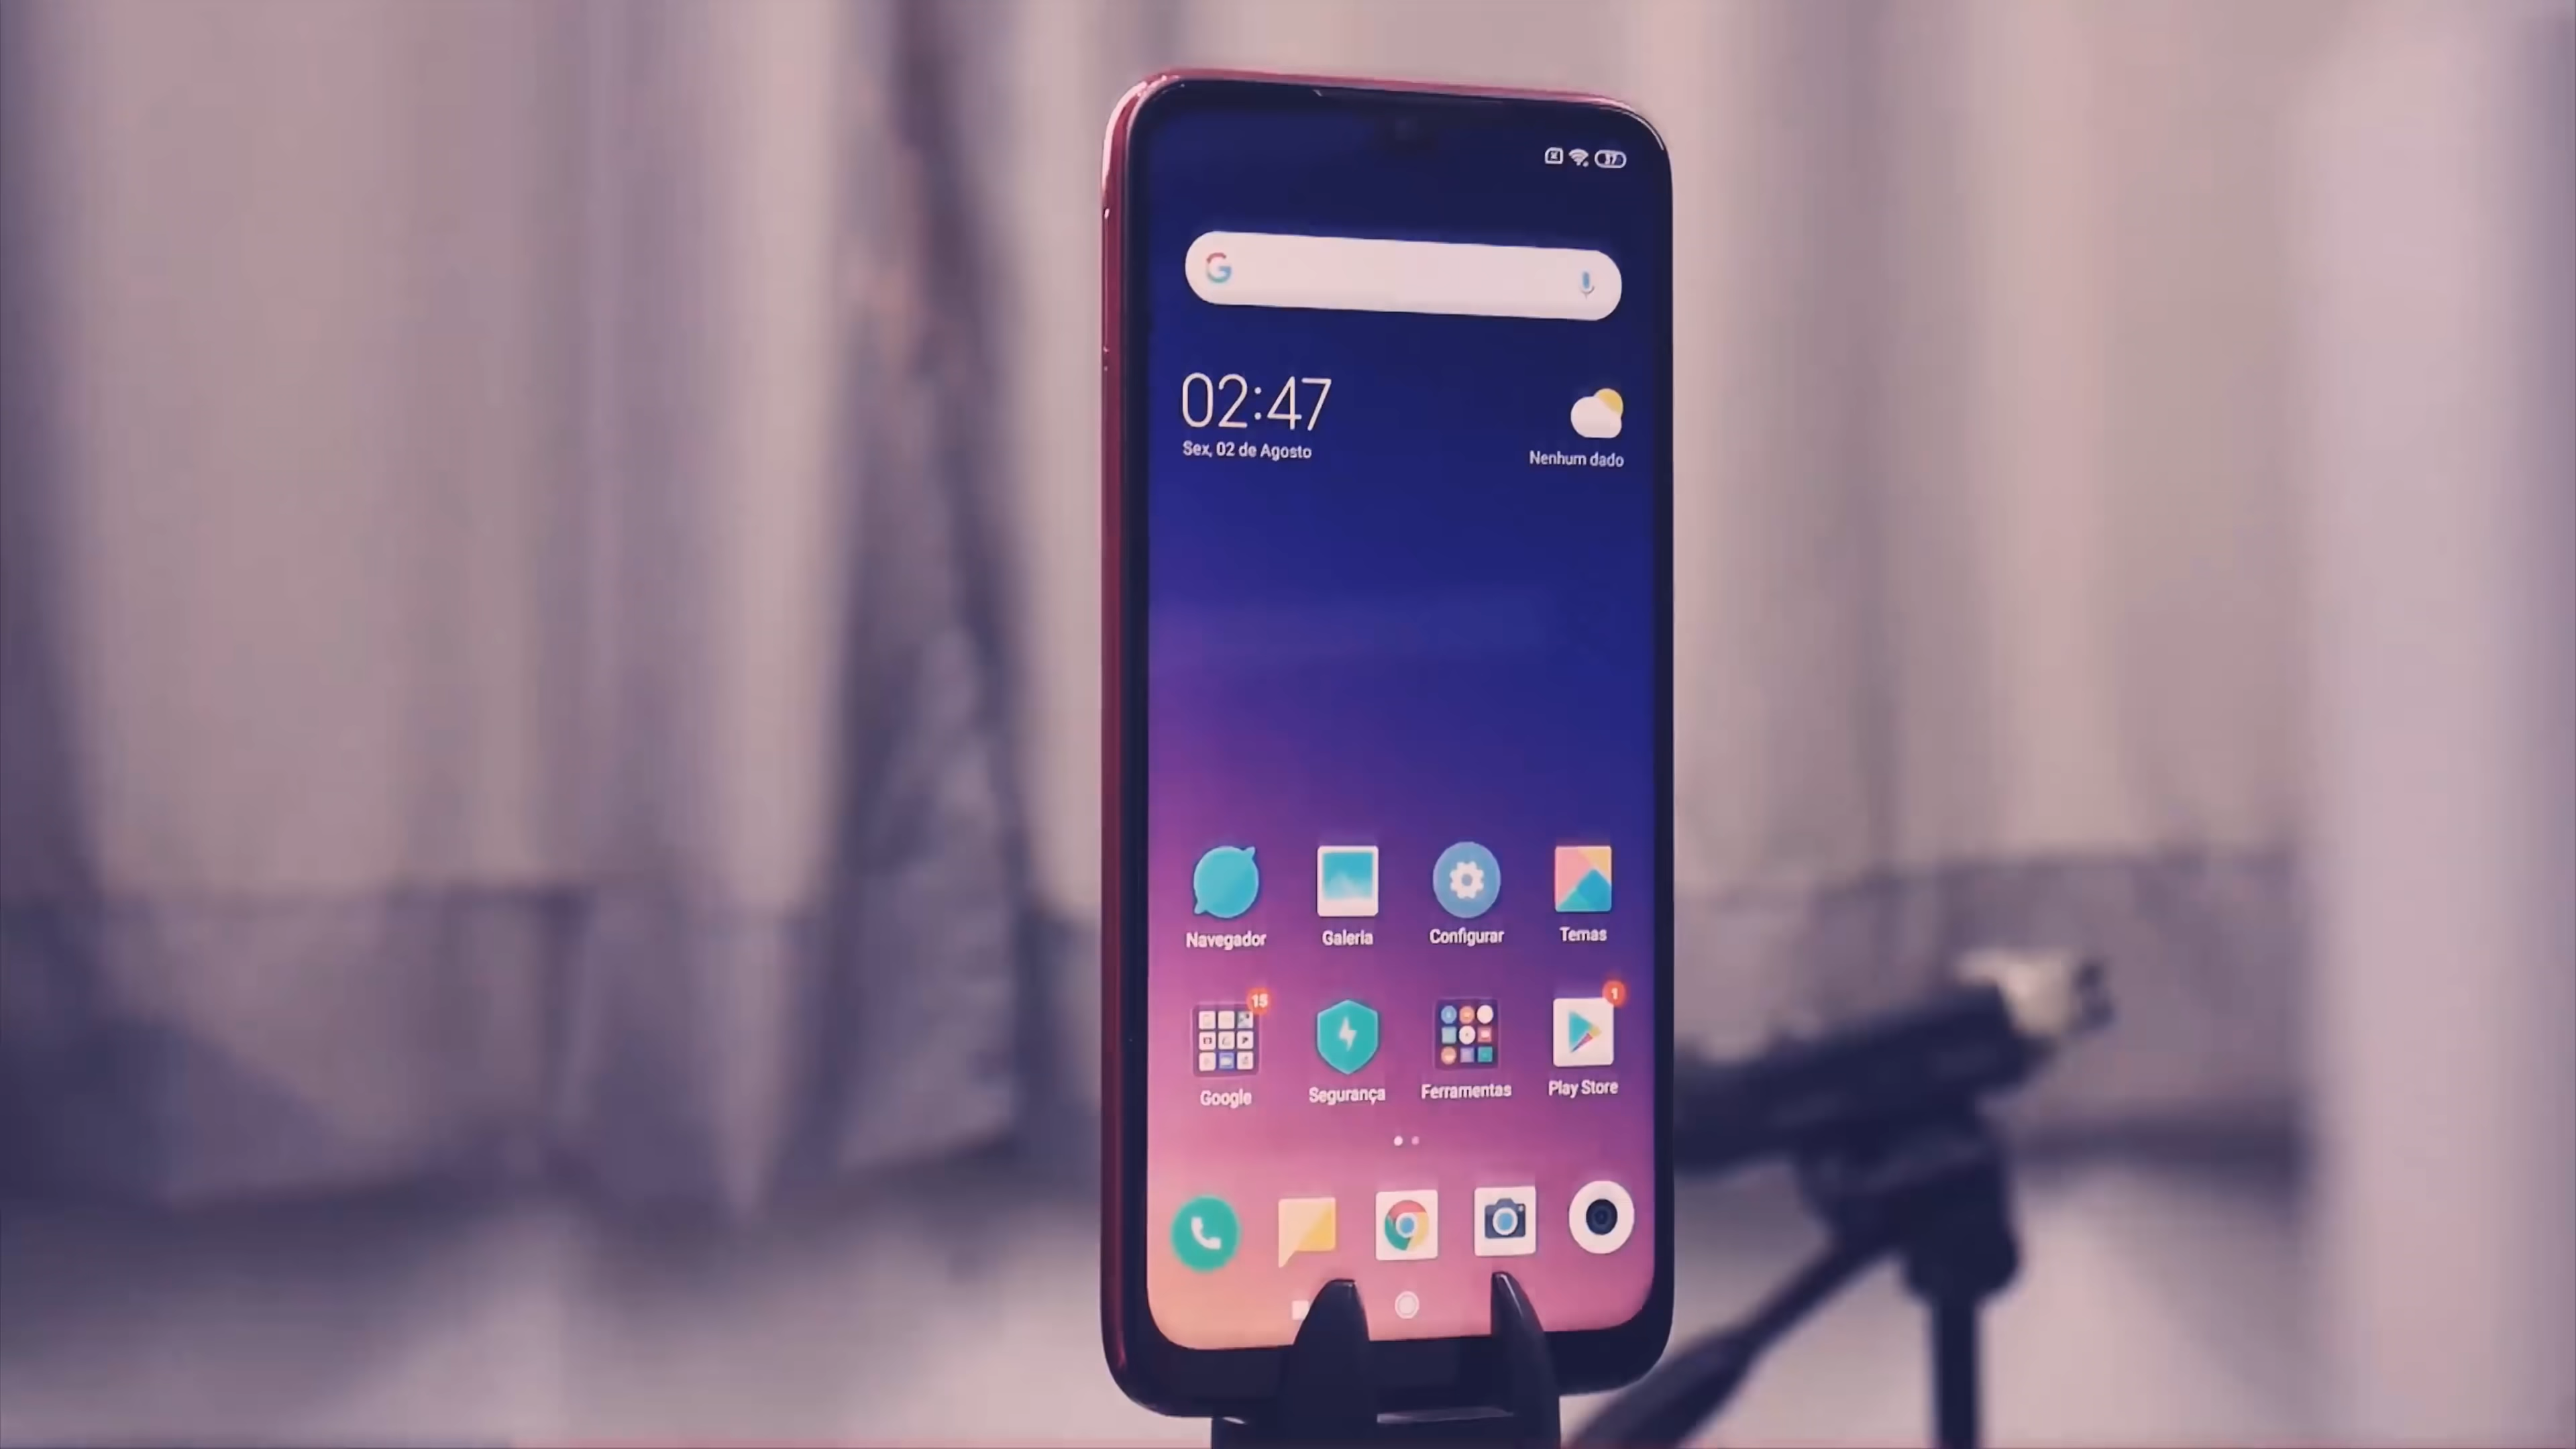 37
G
02:47
Sex, 02 de Agosto
Nenhum dado
Navegador
Galeria
Configurar
Temas
15
1
Google
Segurança
Ferramentas
Play Store